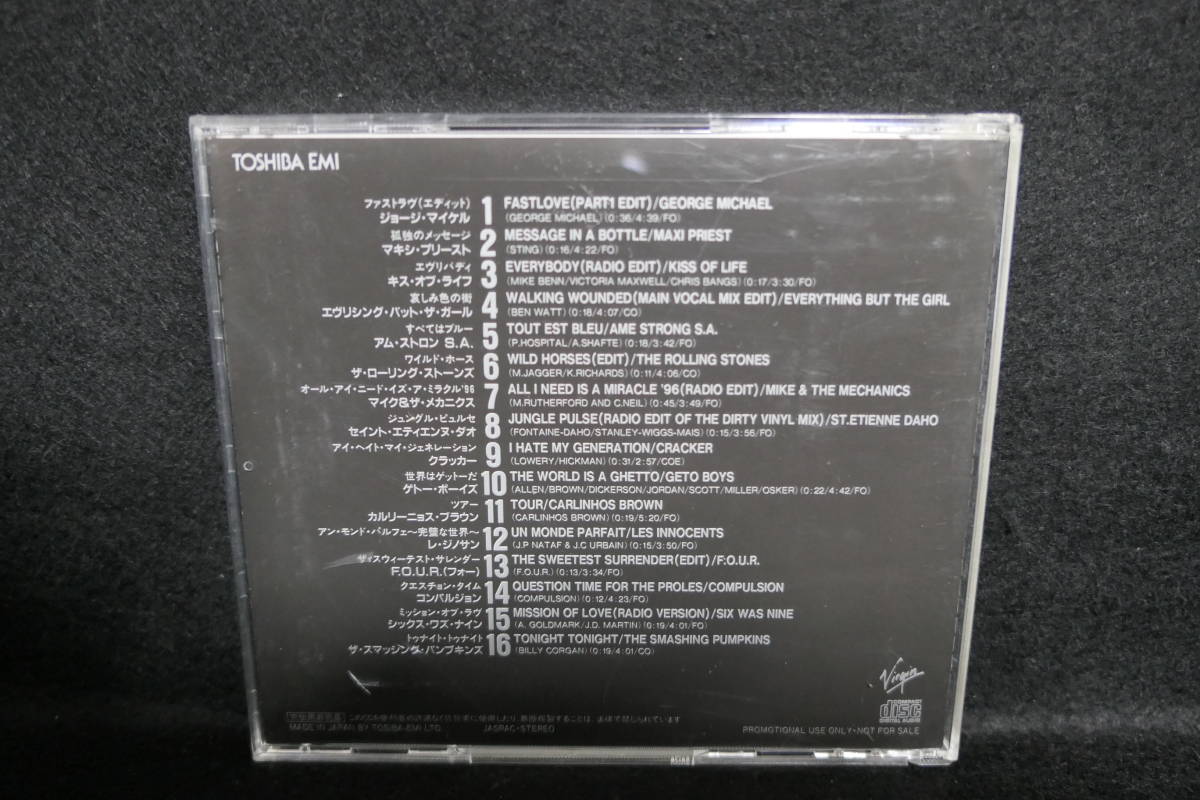 TOSHIBA EMI
ファストラヴ(エディット)
ジョージ・マイケル
1 FASTLOVE(PART1 EDIT)/GEORGE MICHAEL
(GEORGE MICHAEL)(0:36/4:39/FO)
孤独のメッセージ
マキシ・プリースト
2 MESSAGE IN A BOTTLE/MAXI PRIEST
(STING)(0:16/4:22/FO)
エヴリバディ
キス・オブ・ライフ
3 EVERYBODY(RADIO EDIT)/KISS OF LIFE
(MIKE BENN/VICTORIA MAXWELL/CHRIS BANGS)(0:17/3:30/FO)
哀しみ色の街
エヴリシング・バット・ザ・ガール
4 WALKING WOUNDED(MAIN VOCAL MIX EDIT)/EVERYTHING BUT THE GIRL
(BEN WATT)(0:18/4:07/CO)
すべてはブルー
アム・ストロン S.A.
5 TOUT EST BLEU/AME STRONG S.A.
(P.HOSPITAL/A.SHAFTE)(0:18/3:42/FO)
ワイルド・ホース
ザ・ローリング・ストーンズ
6 WILD HORSES(EDIT)/THE ROLLING STONES
(M.JAGGER/K.RICHARDS)(0:11/4:05/CO)
オール・アイ・ニード・イズ・ア・ミラクル'96
マイク&ザ・メカニクス
7 ALL I NEED IS A MIRACLE '96(RADIO EDIT)/MIKE & THE MECHANICS
(M.RUTHERFORD AND C.NEIL)(0:45/3:49/FO)
ジュングル・ピュルセ
セイント・エティエンヌ・ダオ
8 JUNGLE PULSE(RADIO EDIT OF THE DIRTY VINYL MIX)/ST.ETIENNE DAHO
(FONTAINE-DAHO/STANLEY-WIGGS-MAIS)(0:15/3:56/FO)
アイ・ヘイト・マイ・ジェネレーション
クラッカー
9 I HATE MY GENERATION/CRACKER
(LOWERY/HICKMAN)(0:31/2:57/COE)
世界はゲットーだ
ゲトー・ボーイズ
10 THE WORLD IS A GHETTO/GETO BOYS
(ALLEN/BROWN/DICKERSON/JORDAN/SCOTT/MILLER/OSKER)(0:22/4:42/FO)
ツアー
カルリーニョス・ブラウン
11 TOUR/CARLINHOS BROWN
(CARLINHOS BROWN)(0:19/5:20/FO)
アン・モンド・パルフェ〜完璧な世界〜
レ・ジノサン
12 UN MONDE PARFAIT/LES INNOCENTS
(J.P NATAF & J.C URBAIN)(0:15/3:50/FO)
ザ・スウィーテスト・サレンダー
F.O.U.R.(フォー)
13 THE SWEETEST SURRENDER(EDIT)/F.O.U.R.
(F.O.U.R.)(0:13/3:34/FO)
クエスチョン・タイム
コンパルジョン
14 QUESTION TIME FOR THE PROLES/COMPULSION
(COMPULSION)(0:12/4:23/FO)
ミッション・オブ・ラヴ
シックス・ワズ・ナイン
15 MISSION OF LOVE(RADIO VERSION)/SIX WAS NINE
(A. GOLDMARK/J.D. MARTIN)(0:19/4:01/FO)
トゥナイト・トゥナイト
ザ・スマッシング・パンプキンズ
16 TONIGHT TONIGHT/THE SMASHING PUMPKINS
(BILLY CORGAN)(0:19/4:01/CO)
Virgin
COMPACT
disc
DIGITAL AUDIO
MADE IN JAPAN BY TOSHIBA-EMI LTD. JASRAC・STEREO
PROMOTIONAL USE ONLY・NOT FOR SALE